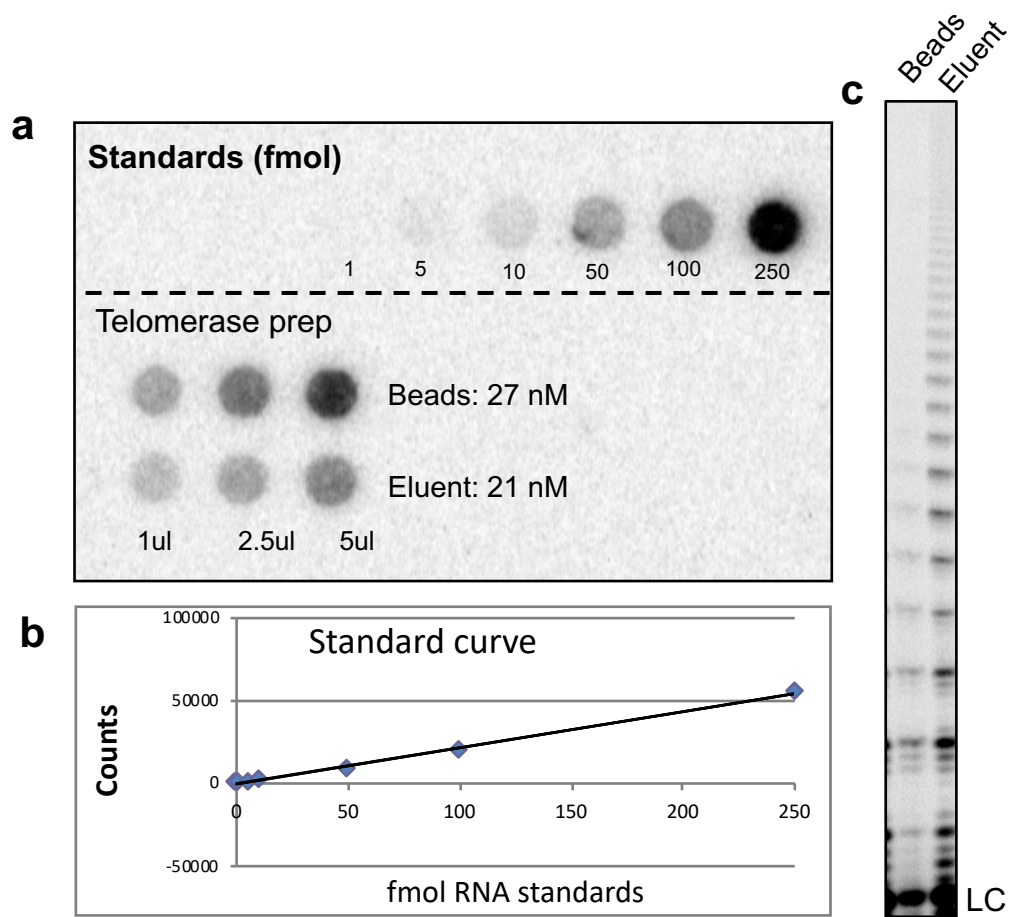 a
Standards (fmol)
1 5 10 50 100 250
Telomerase prep
Beads: 27 nM
Eluent: 21 nM
1ul 2.5ul 5ul
b
Standard curve
Counts
100000
50000
0
-50000
0 50 100 150 200 250
fmol RNA standards
c
Beads
Eluent
LC